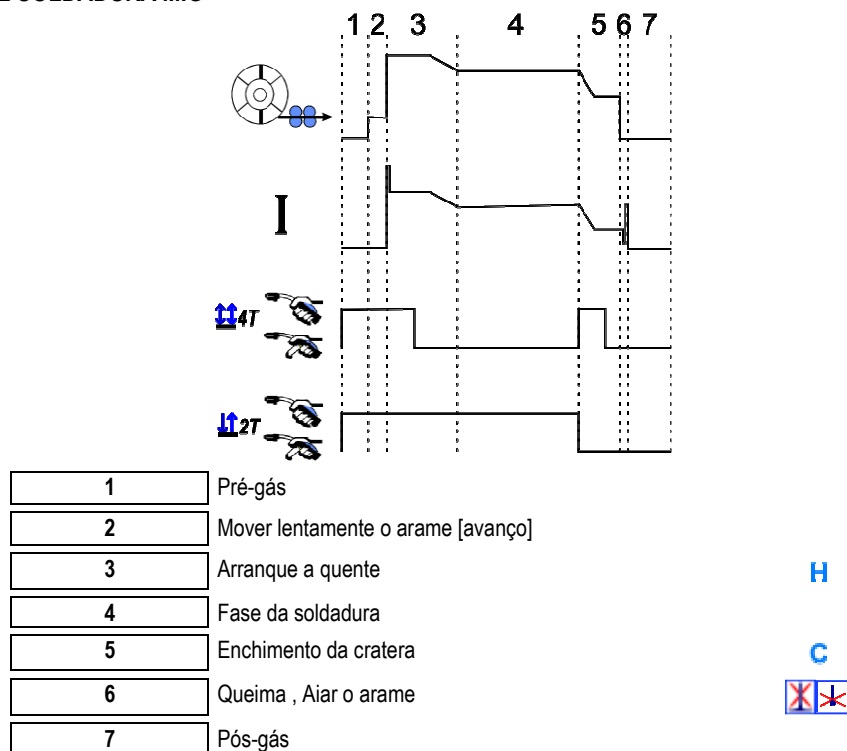 1 2 3 4 5 6 7
I
4T
2T
1 Pré-gás
2 Mover lentamente o arame [avanço]
3 Arranque a quente H
4 Fase da soldadura
5 Enchimento da cratera C
6 Queima , Aiar o arame
7 Pós-gás